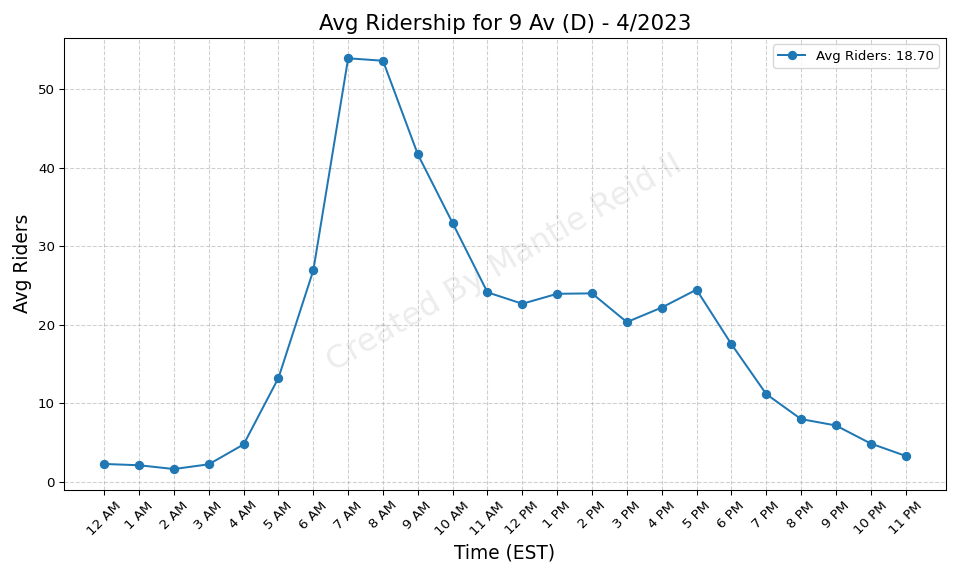 Avg Ridership for 9 Av (D) - 4/2023
Avg Riders: 18.70
Avg Riders
50
40
30
20
10
0
Created By Mantie Reid II
12 AM 1 AM 2 AM 3 AM 4 AM 5 AM 6 AM 7 AM 8 AM 9 AM 10 AM 11 AM 12 PM 1 PM 2 PM 3 PM 4 PM 5 PM 6 PM 7 PM 8 PM 9 PM 10 PM 11 PM
Time (EST)